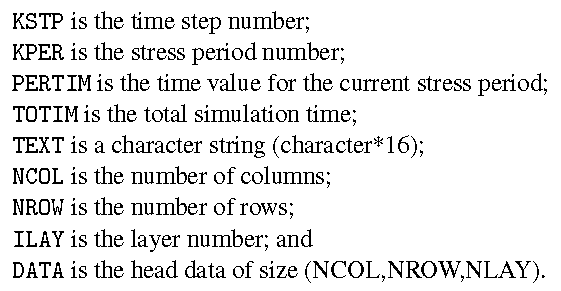 KSTP is the time step number;
KPER is the stress period number;
PERTIM is the time value for the current stress period;
TOTIM is the total simulation time;
TEXT is a character string (character*16);
NCOL is the number of columns;
NROW is the number of rows;
ILAY is the layer number; and
DATA is the head data of size (NCOL,NROW,NLAY).